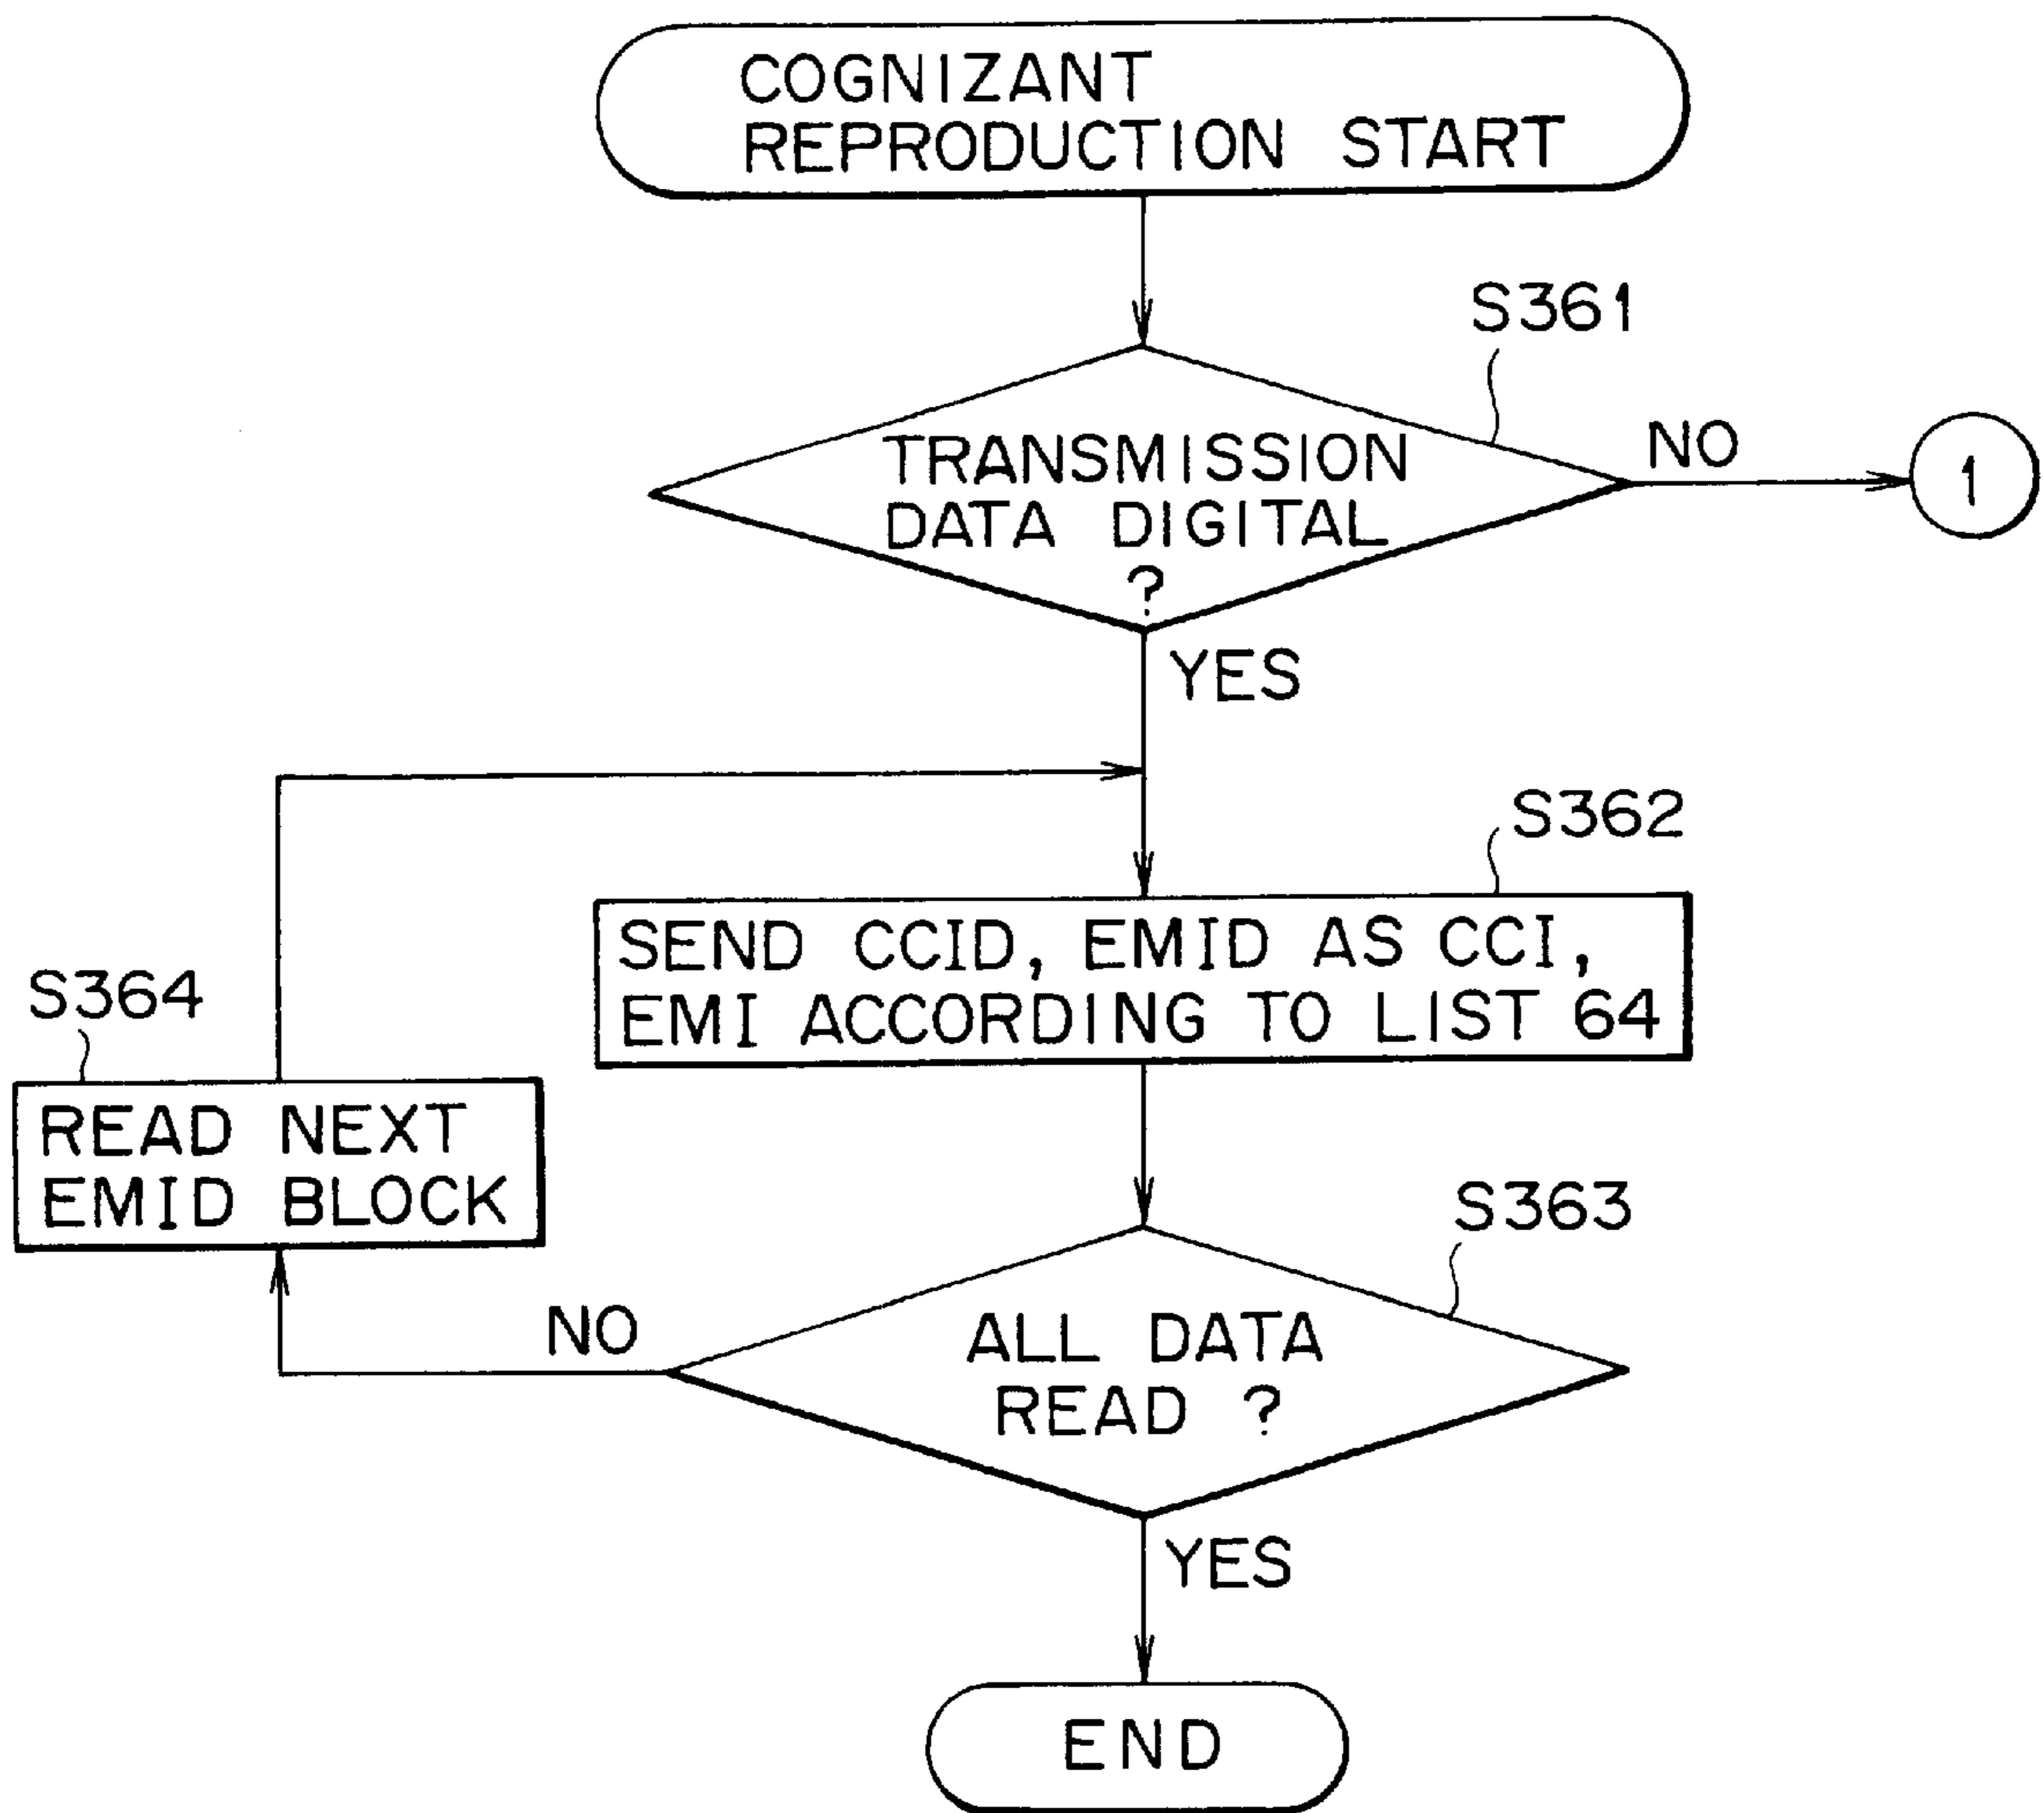 COGNIZANT
REPRODUCTION START
S361
TRANSMISSION
DATA DIGITAL
?
NO
1
YES
S362
SEND CCID, EMID AS CCI,
EMI ACCORDING TO LIST 64
S364
READ NEXT
EMID BLOCK
S363
NO
ALL DATA
READ ?
YES
END